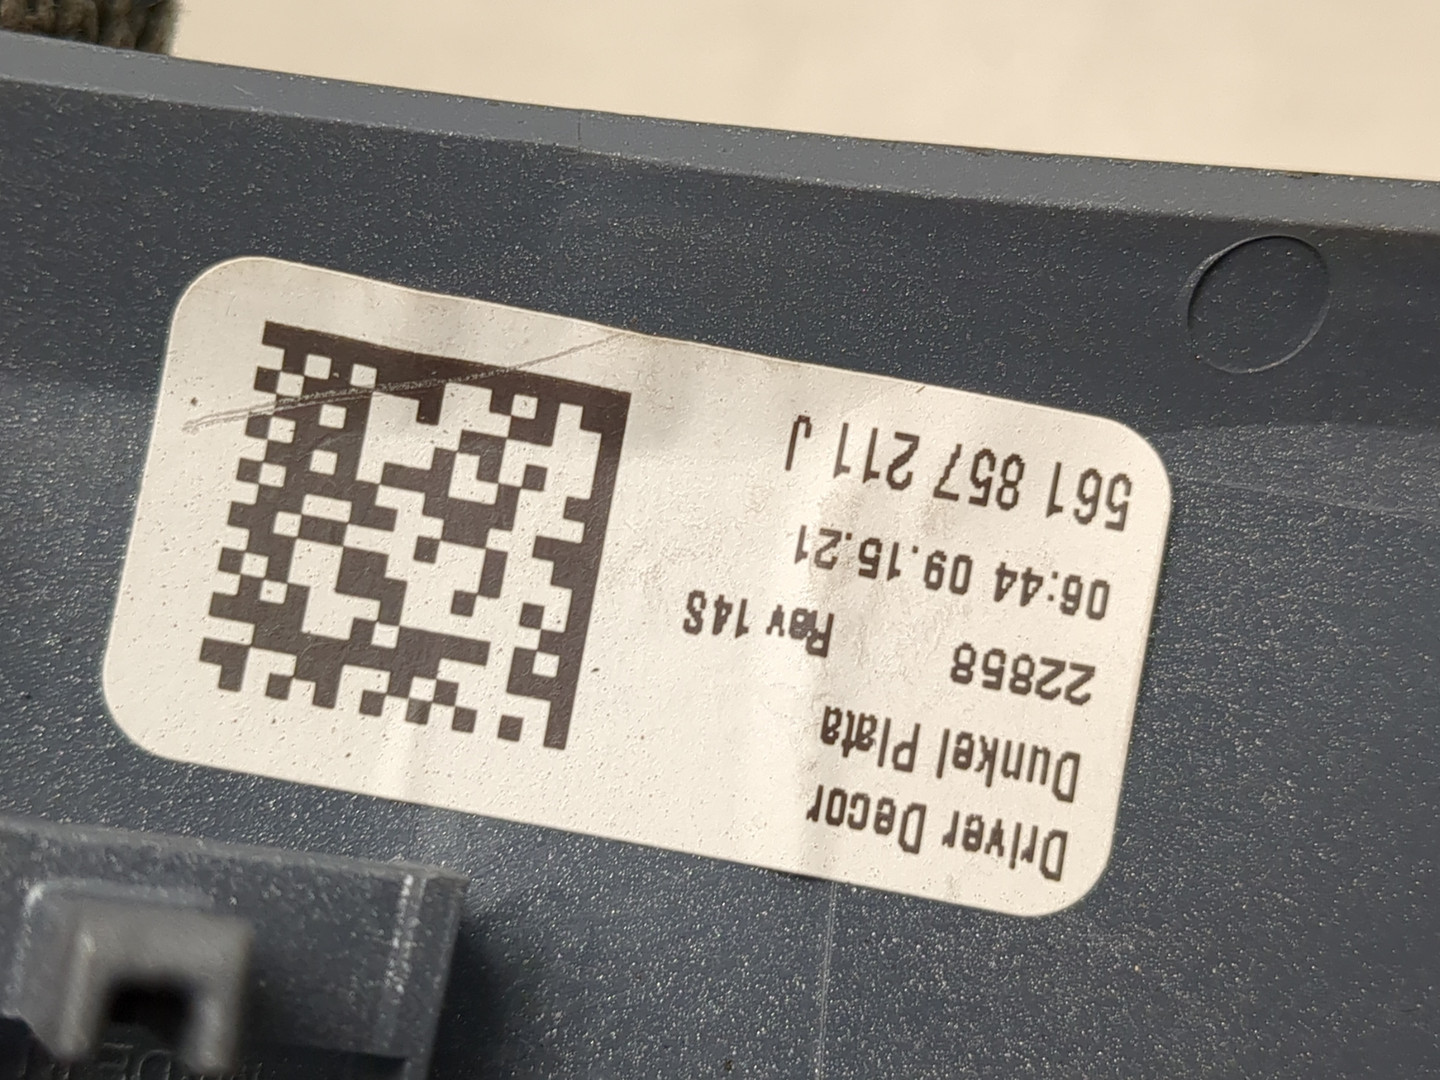 561 857 211 J
06:44 09.15.21
22858 Rev 14S
Dunkel Plata
Driver Decor